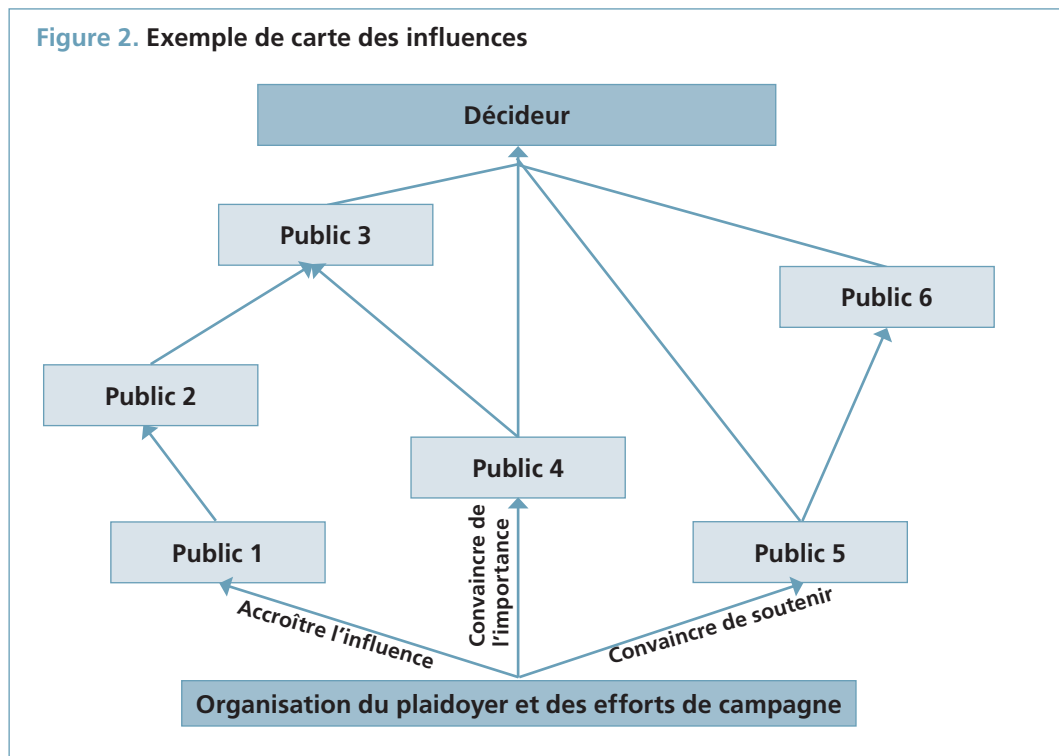 Figure 2. Exemple de carte des influences
Décideur
Public 3
Public 6
Public 2
Public 4
Public 1
Public 5
Accroître l'influence
Convaincre de
l'importance
Convaincre de soutenir
Organisation du plaidoyer et des efforts de campagne